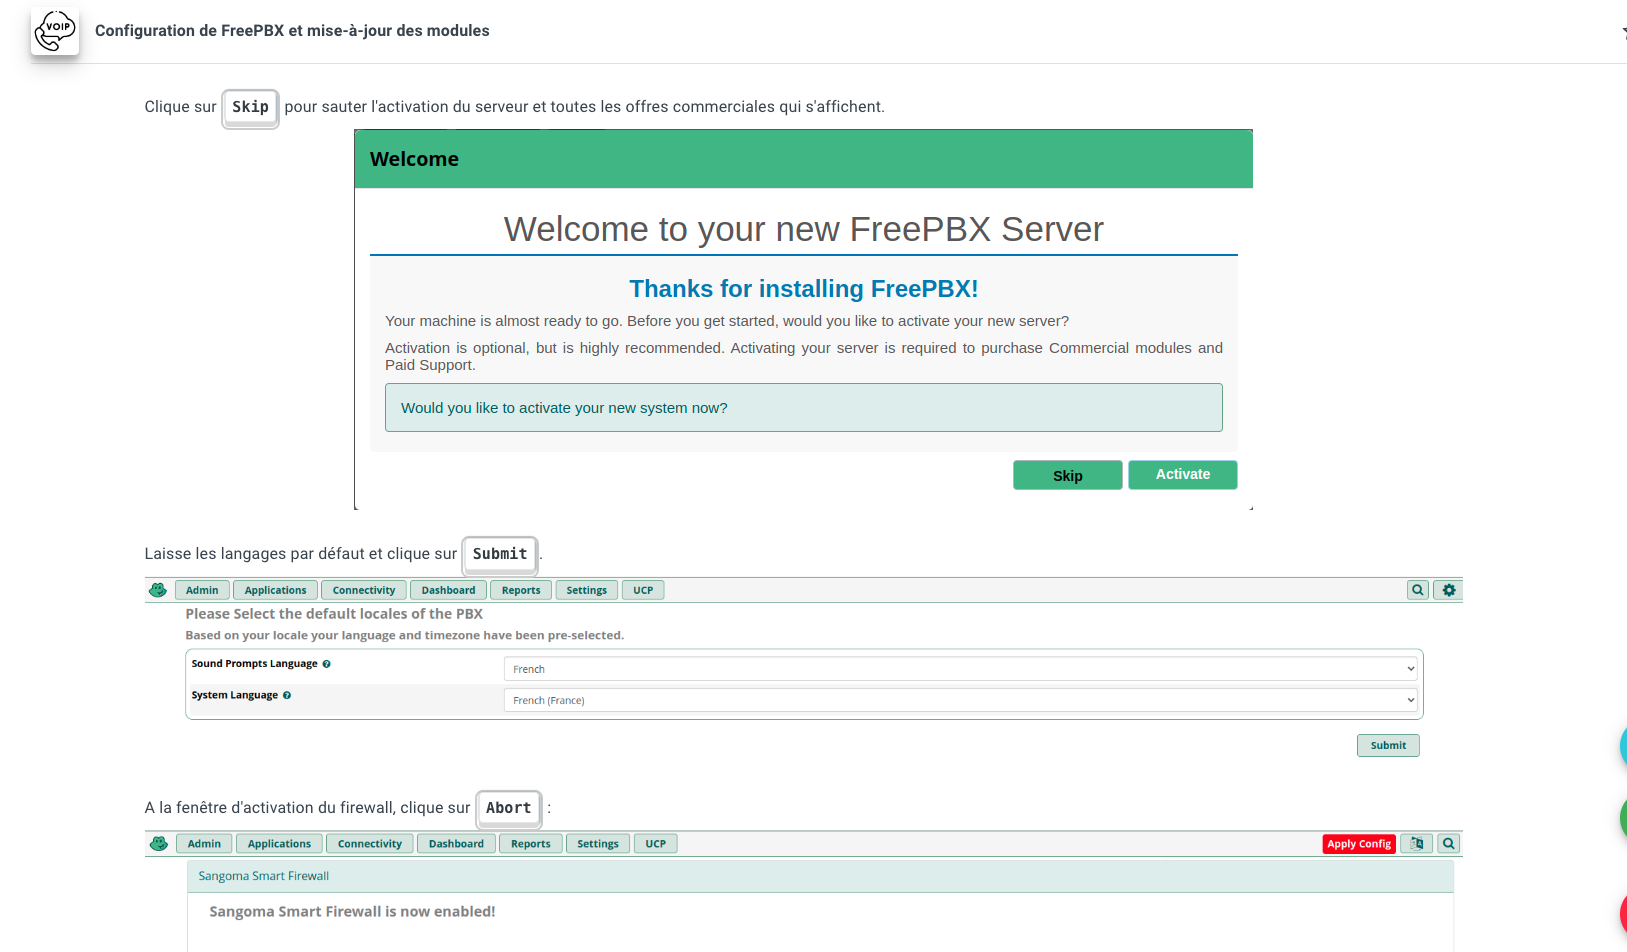 VOIP
Configuration de FreePBX et mise-à-jour des modules
Clique sur Skip pour sauter l'activation du serveur et toutes les offres commerciales qui s'affichent.
Welcome
Welcome to your new FreePBX Server
Thanks for installing FreePBX!
Your machine is almost ready to go. Before you get started, would you like to activate your new server?
Activation is optional, but is highly recommended. Activating your server is required to purchase Commercial modules and
Paid Support.
Would you like to activate your new system now?
Skip Activate
Laisse les langages par défaut et clique sur Submit.
Admin Applications Connectivity Dashboard Reports Settings UCP
Please Select the default locales of the PBX
Based on your locale your language and timezone have been pre-selected.
Sound Prompts Language French
System Language French (France)
Submit
A la fenêtre d'activation du firewall, clique sur Abort :
Admin Applications Connectivity Dashboard Reports Settings UCP Apply Config
Sangoma Smart Firewall
Sangoma Smart Firewall is now enabled!